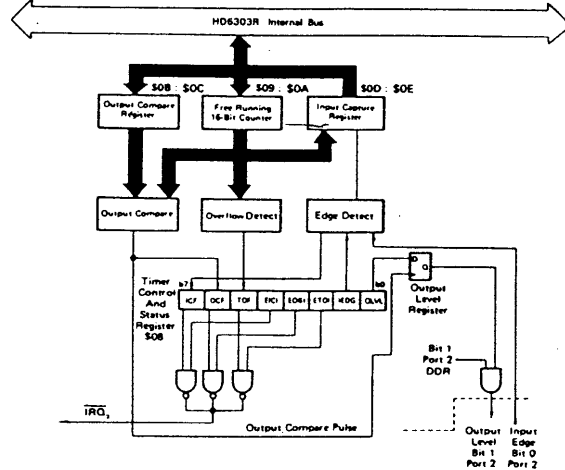 HD6303R Internal Bus
$0B : $0C
$09 : $0A
$0D : $0E
Output Compare
Register
Free Running
16-Bit Counter
Input Capture
Register
Output Compare
Overflow Detect
Edge Detect
Timer
Control
And
Status
Register
$08
b7
b0
ICF
OCF
TOF
EICI
EOCI
ETOI
IEDG
OLVL
D
Q
Output
Level
Register
Bit 1
Port 2
DDR
IRQ₂
Output Compare Pulse
Output
Level
Bit 1
Port 2
Input
Edge
Bit 0
Port 2